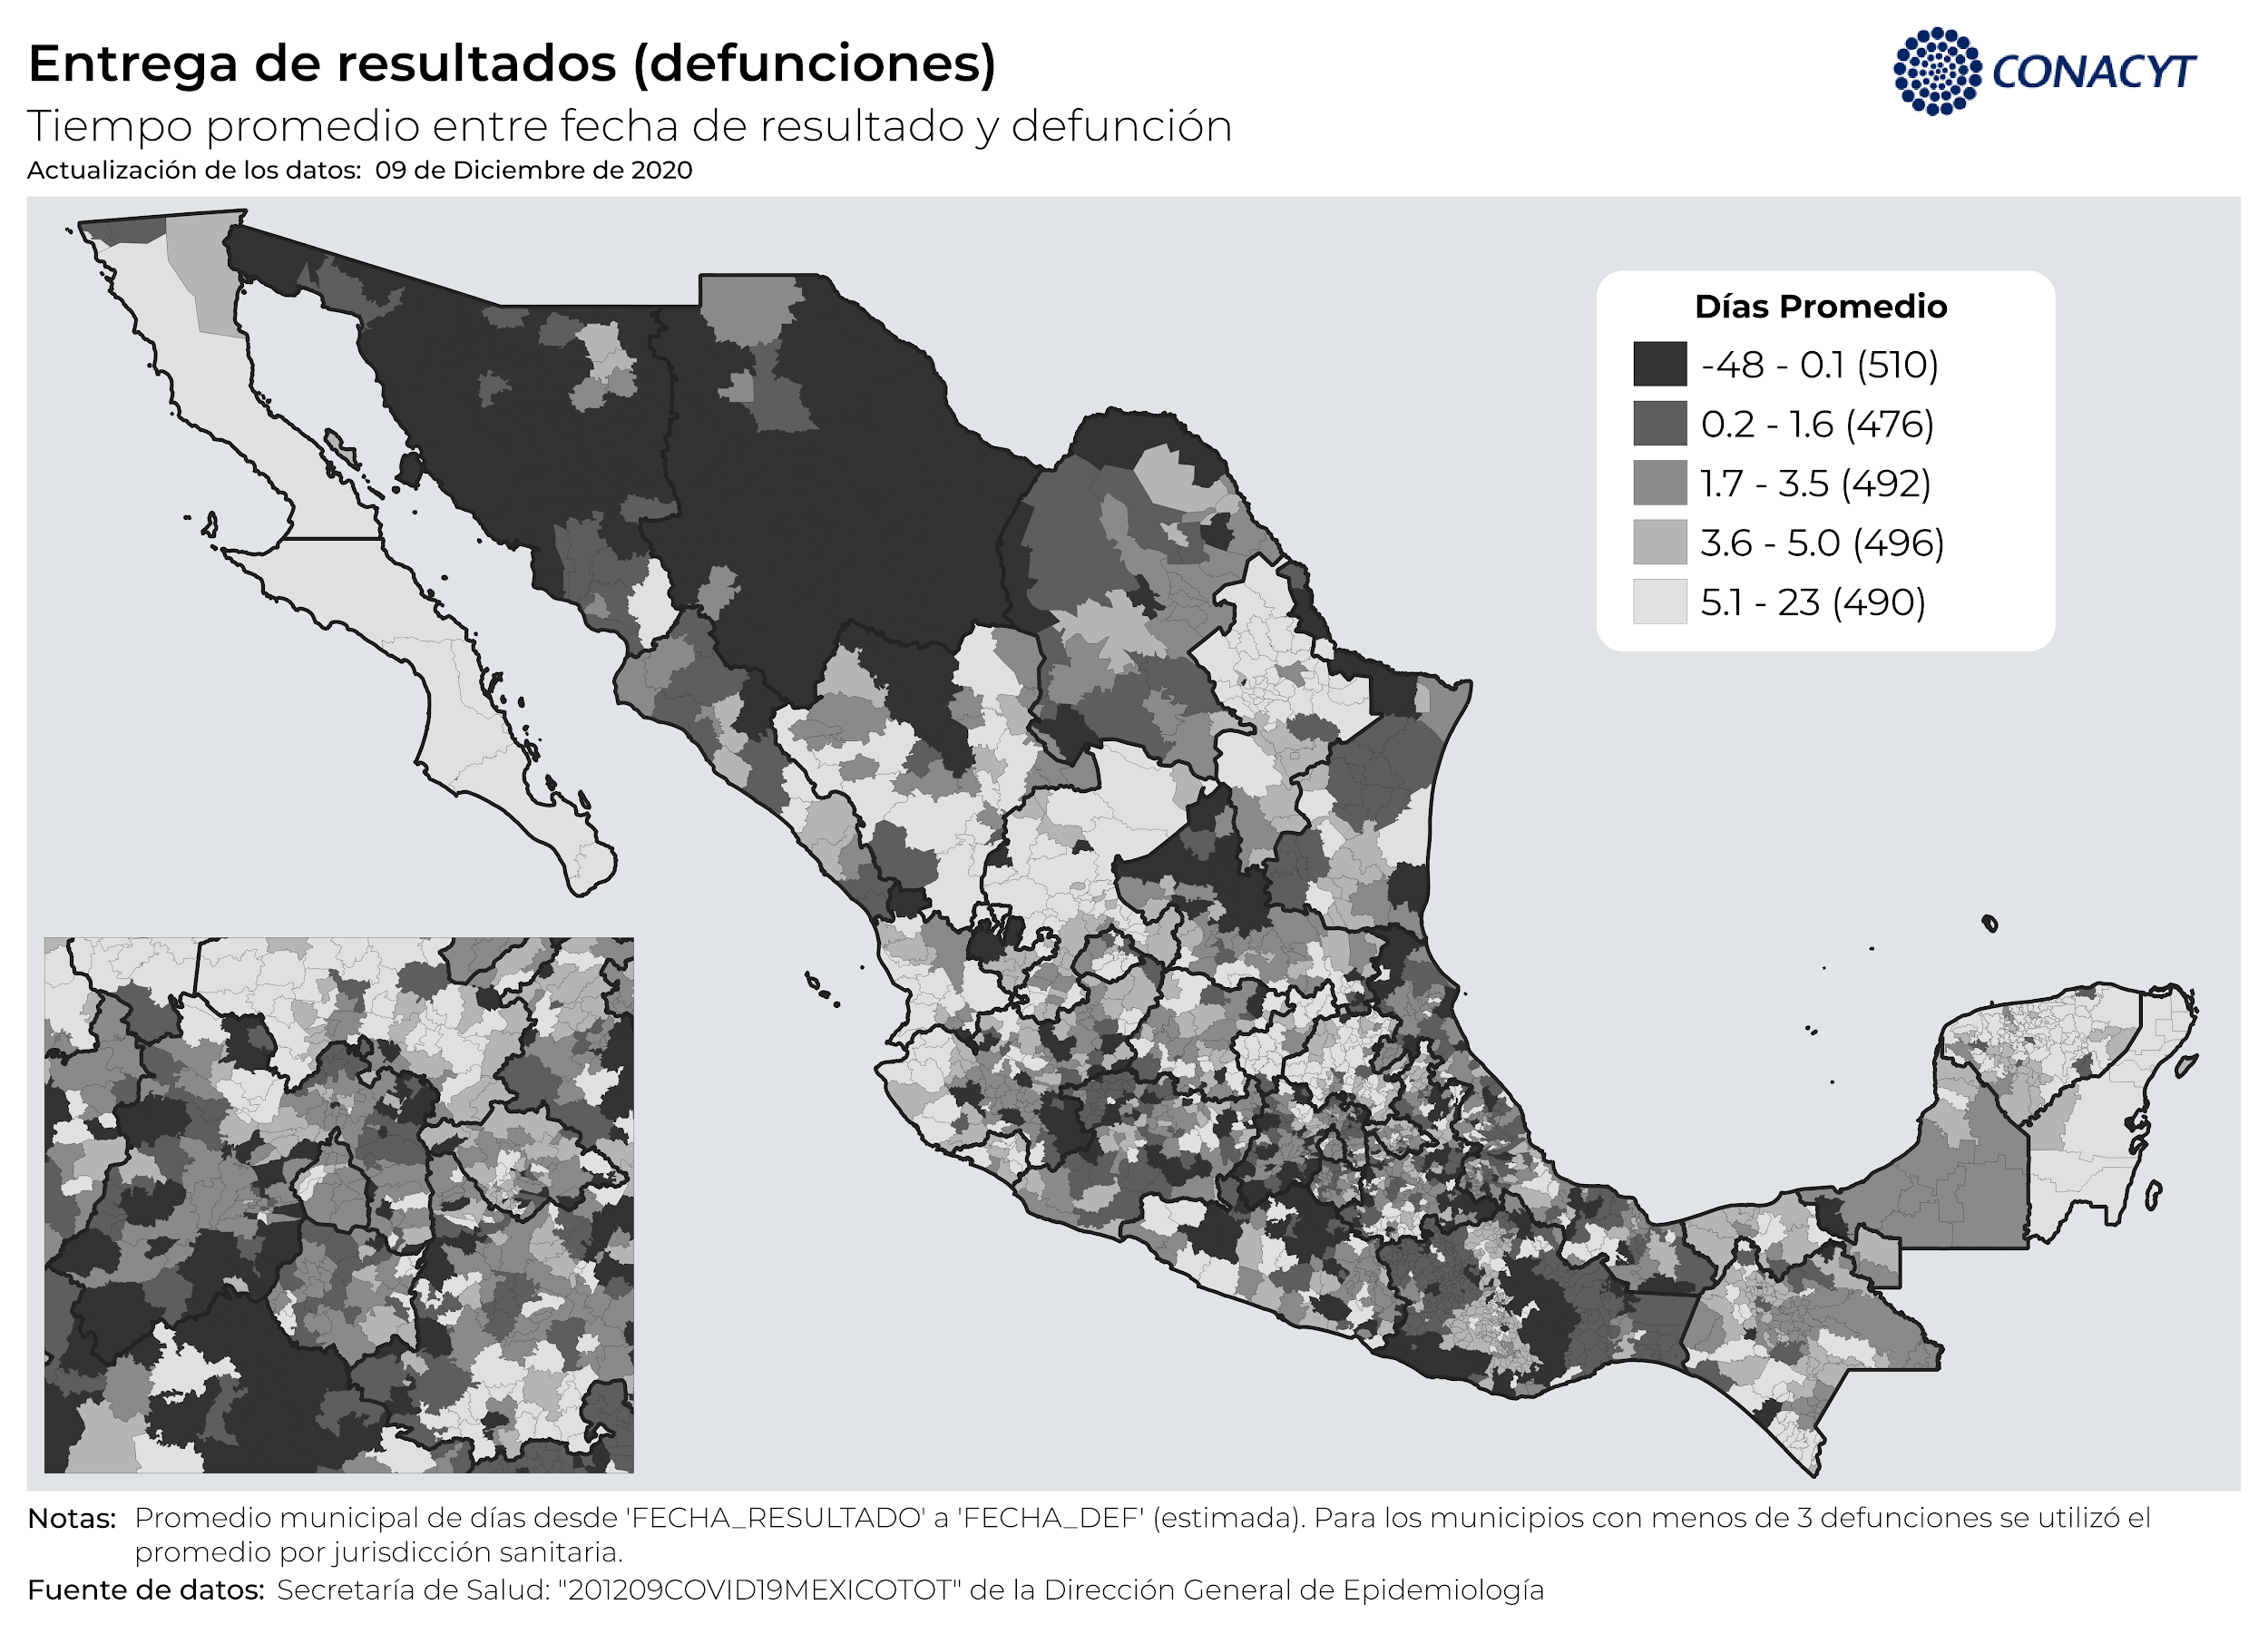 Entrega de resultados (defunciones)
CONACYT
Tiempo promedio entre fecha de resultado y defunción
Actualización de los datos: 09 de Diciembre de 2020
Días Promedio
-48 - 0.1 (510)
0.2 - 1.6 (476)
1.7 - 3.5 (492)
3.6 - 5.0 (496)
5.1 - 23 (490)
Notas: Promedio municipal de días desde 'FECHA_RESULTADO' a 'FECHA_DEF' (estimada). Para los municipios con menos de 3 defunciones se utilizó el
promedio por jurisdicción sanitaria.
Fuente de datos: Secretaría de Salud: "201209COVID19MEXICOTOT" de la Dirección General de Epidemiología